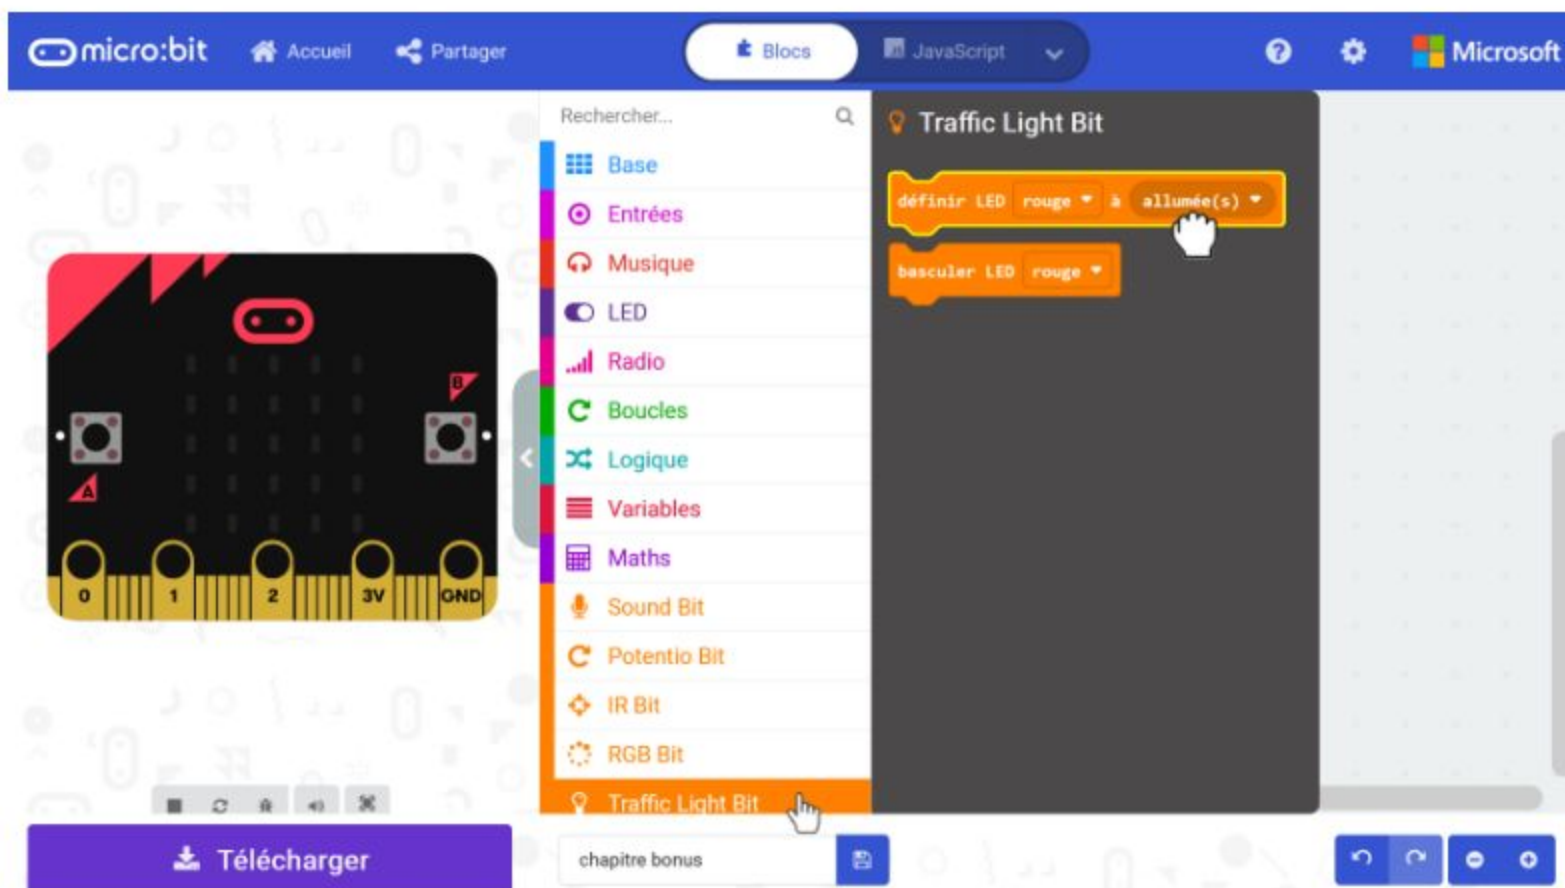 micro:bit Accueil Partager Blocs JavaScript Microsoft
Rechercher...
Base
Entrées
Musique
LED
Radio
Boucles
Logique
Variables
Maths
Sound Bit
Potentio Bit
IR Bit
RGB Bit
Traffic Light Bit
Traffic Light Bit
définir LED rouge à allumée(s)
basculer LED rouge
B
A
0 1 2 3V GND
Télécharger
chapitre bonus